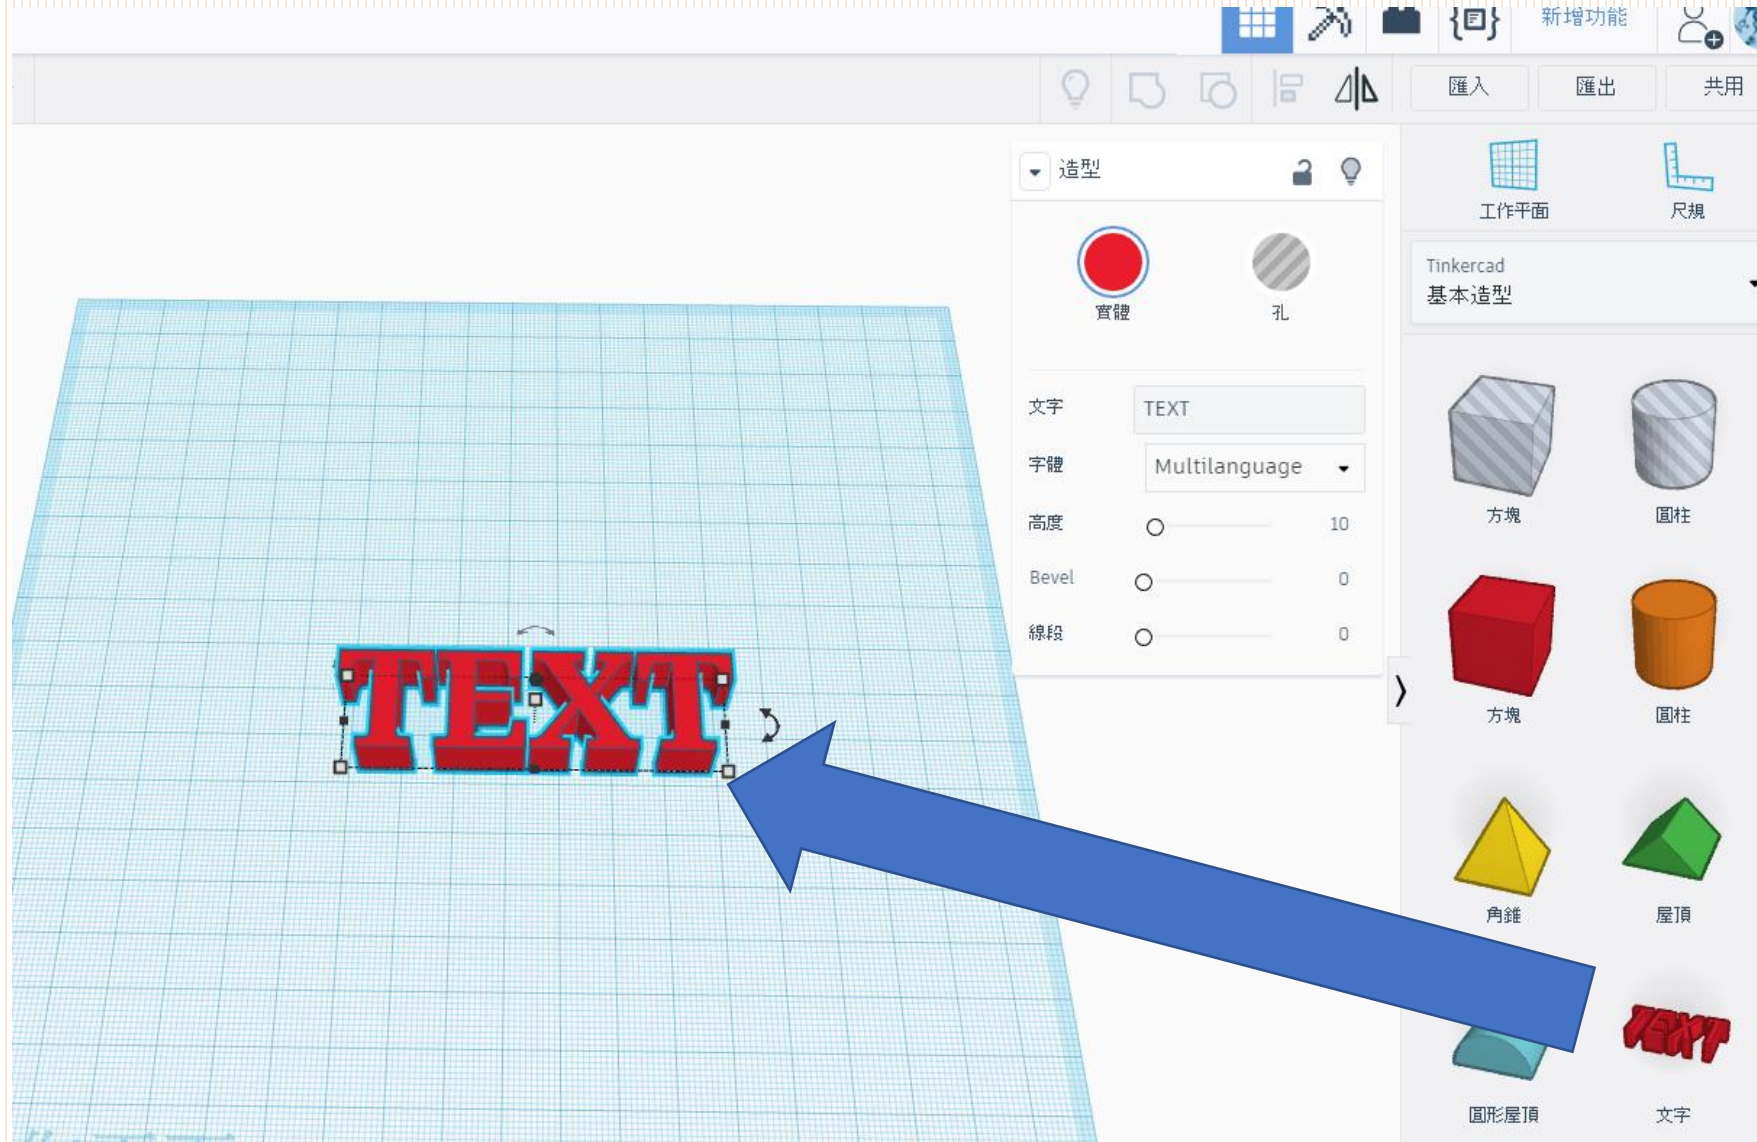 新增功能
匯入
匯出
共用
造型
實體
孔
文字
TEXT
字體
Multilanguage
高度
10
Bevel
0
線段
0
工作平面
尺規
Tinkercad
基本造型
方塊
圓柱
方塊
圓柱
角錐
屋頂
圓形屋頂
TEXT
文字
TEXT